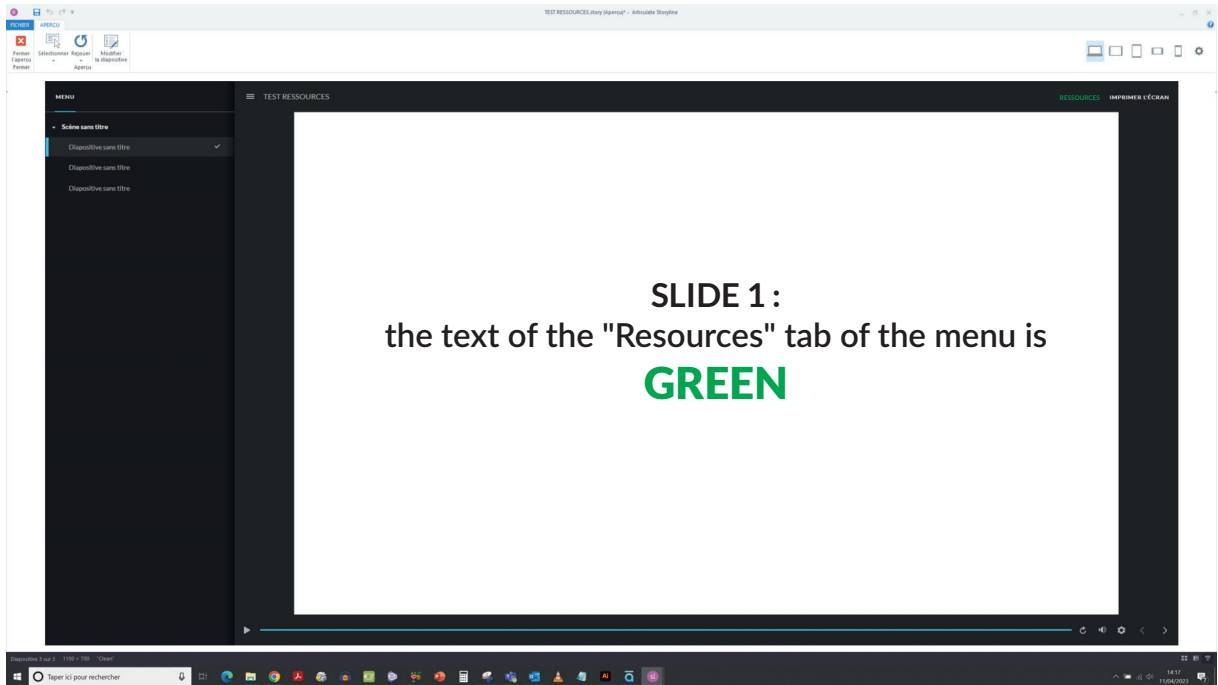 TEST RESSOURCES.story (Aperçu)* - Articulate Storyline
FICHIER APERCU
Fermer l'aperçu
Sélectionner
Rejouer
Modifier la diapositive
Fermer
Aperçu
MENU
TEST RESSOURCES
RESSOURCES
IMPRIMER L'ÉCRAN
Scène sans titre
Diapositive sans titre
Diapositive sans titre
Diapositive sans titre
SLIDE 1 :
the text of the "Resources" tab of the menu is
GREEN
"Clean"
Taper ici pour rechercher
14:17
11/04/2023